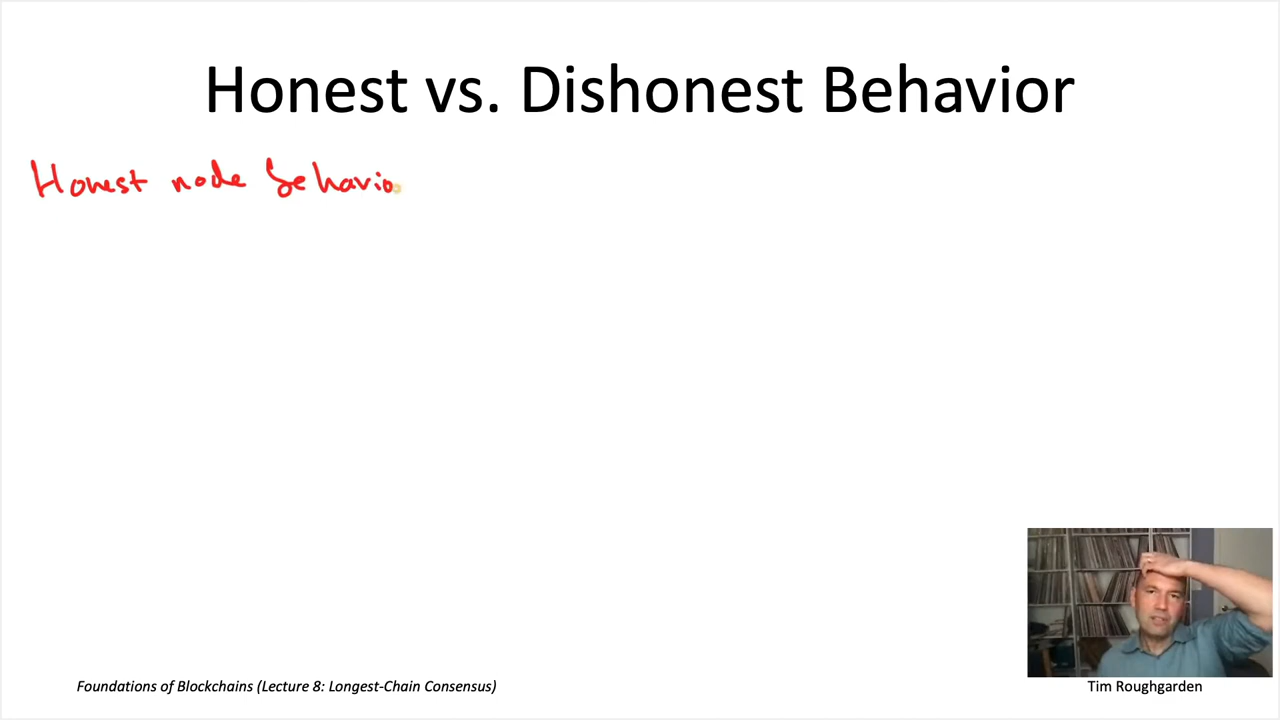 Honest vs. Dishonest Behavior
Honest node behavio
Foundations of Blockchains (Lecture 8: Longest-Chain Consensus)
Tim Roughgarden